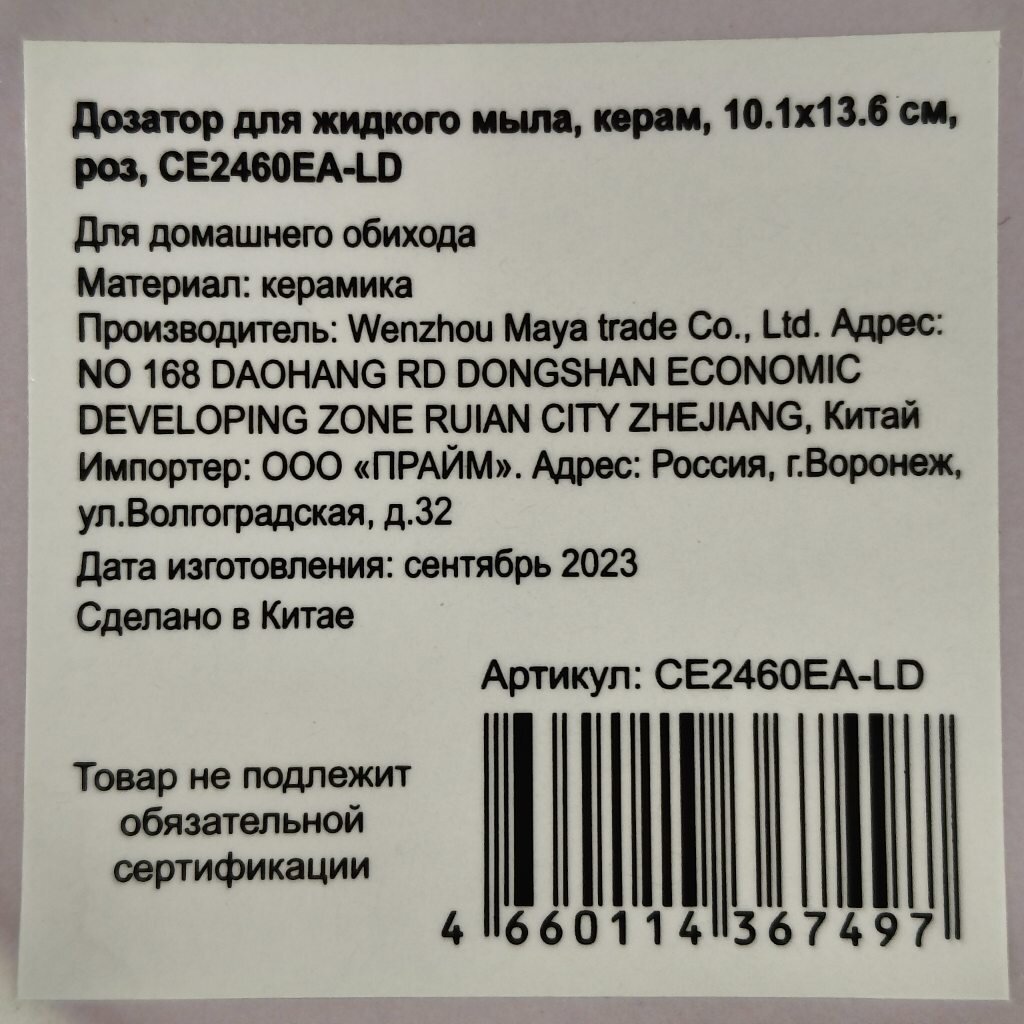 Дозатор для жидкого мыла, керам, 10.1x13.6 см,
роз, CE2460EA-LD
Для домашнего обихода
Материал: керамика
Производитель: Wenzhou Maya trade Co., Ltd. Адрес:
NO 168 DAOHANG RD DONGSHAN ECONOMIC
DEVELOPING ZONE RUIAN CITY ZHEJIANG, Китай
Импортер: ООО «ПРАЙМ». Адрес: Россия, г.Воронеж,
ул.Волгоградская, д.32
Дата изготовления: сентябрь 2023
Сделано в Китае
Артикул: CE2460EA-LD
Товар не подлежит
обязательной
сертификации
4 660114 367497